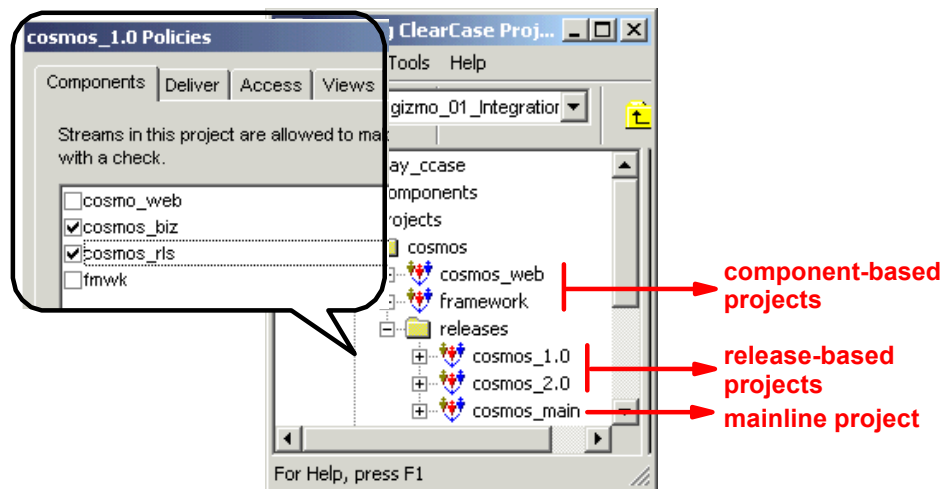 cosmos_1.0 Policies
Components Deliver Access Views
Streams in this project are allowed to
with a check.
cosmo_web
cosmos_biz
cosmos_rls
fmwk
ClearCase Proj...
Tools Help
gizmo_01_Integration
ay_ccase
omponents
rojects
cosmos
cosmos_web
framework
releases
cosmos_1.0
cosmos_2.0
cosmos_main
For Help, press F1
component-based
projects
release-based
projects
mainline project